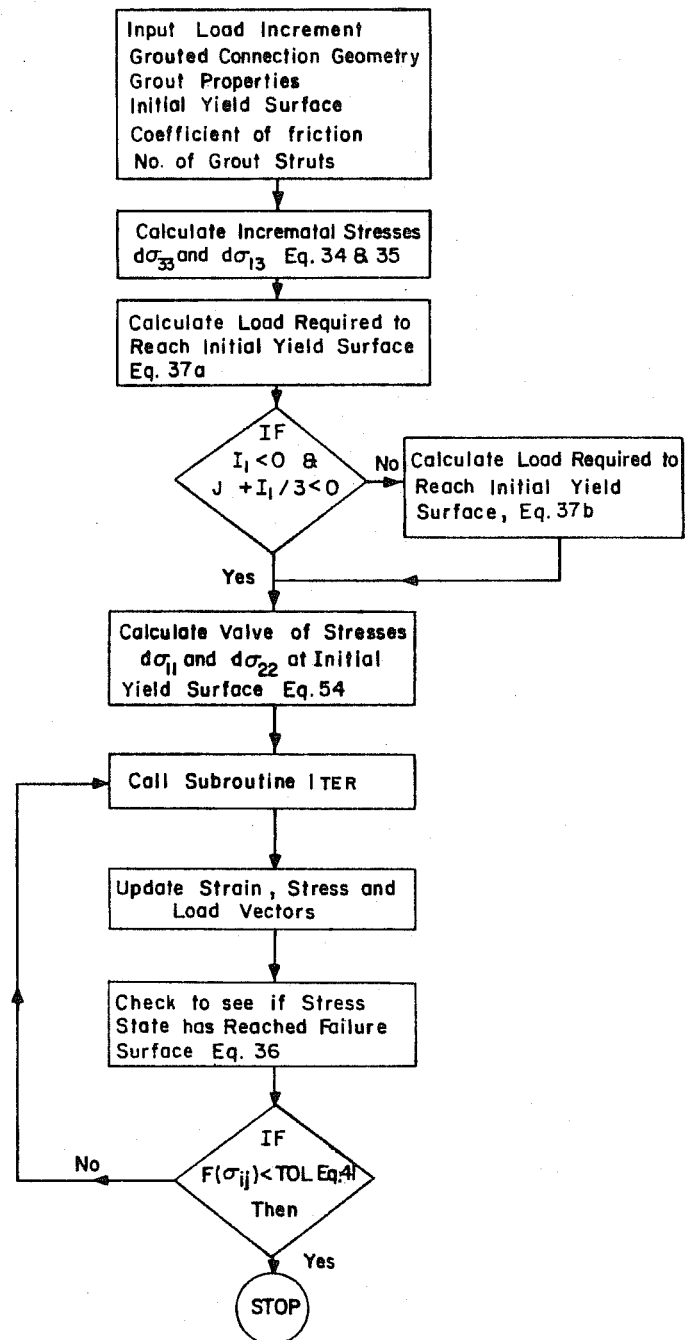 Input Load Increment
Grouted Connection Geometry
Grout Properties
Initial Yield Surface
Coefficient of friction
No. of Grout Struts
Calculate Incrematal Stresses
dσ33 and dσ13 Eq. 34 & 35
Calculate Load Required to
Reach Initial Yield Surface
Eq. 37a
IF
I1 <0 &
J + I1 /3<0
No
Calculate Load Required to
Reach Initial Yield
Surface, Eq. 37b
Yes
Calculate Valve of Stresses
dσ11 and dσ22 at Initial
Yield Surface Eq. 54
Call Subroutine ITER
Update Strain, Stress and
Load Vectors
Check to see if Stress
State has Reached Failure
Surface Eq. 36
IF
F(σij)<TOL Eq.41
Then
No
Yes
STOP